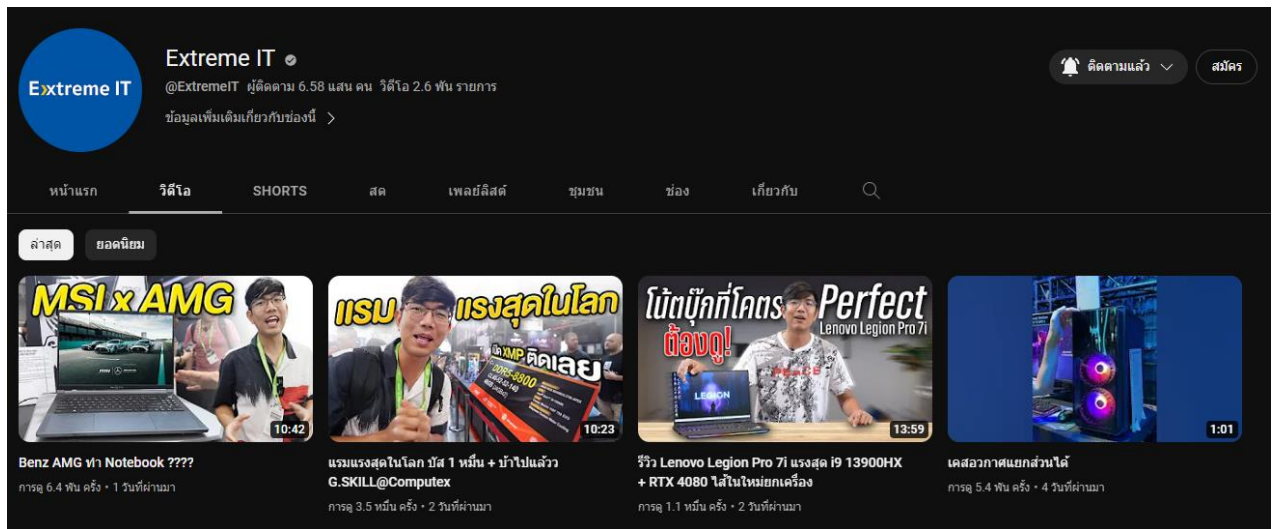 Extreme IT
Extreme IT
@ExtremeIT ผู้ติดตาม 6.58 แสน คน วิดีโอ 2.6 พัน รายการ
ข้อมูลเพิ่มเติมเกี่ยวกับช่องนี้
ติดตามแล้ว
สมัคร
หน้าแรก วิดีโอ SHORTS สด เพลย์ลิสต์ ชุมชน ช่อง เกี่ยวกับ
ล่าสุด ยอดนิยม
MSI x AMG
10:42
แรม แรงสุดในโลก
เปิด XMP ติดเลย
DDR5-8800
10:23
โน้ตบุ๊กที่โคตร Perfect
ต้องดู!
Lenovo Legion Pro 7i
LEGION
13:59
1:01
Benz AMG ทำ Notebook ????
การดู 6.4 พัน ครั้ง • 1 วันที่ผ่านมา
แรมแรงสุดในโลก บัส 1 หมื่น + บ้าไปแล้วว
G.SKILL@Computex
การดู 3.5 หมื่น ครั้ง • 2 วันที่ผ่านมา
รีวิว Lenovo Legion Pro 7i แรงสุด i9 13900HX
+ RTX 4080 ไส้ในใหม่ยกเครื่อง
การดู 1.1 หมื่น ครั้ง • 2 วันที่ผ่านมา
เคสอวกาศแยกส่วนได้
การดู 5.4 พัน ครั้ง • 4 วันที่ผ่านมา